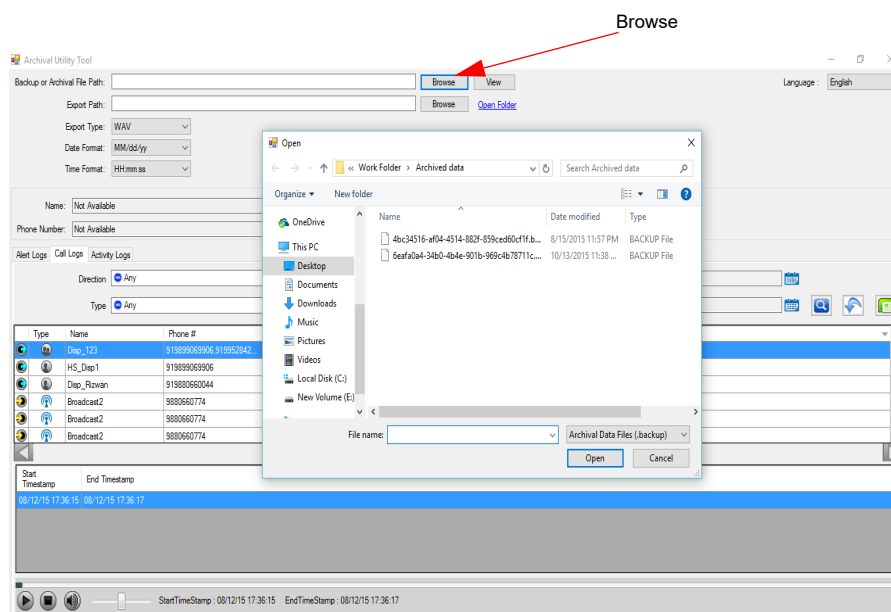 Browse
Archival Utility Tool
Backup or Archival File Path: Browse View Language : English
Export Path: Browse Open Folder
Export Type: WAV
Date Format: MM/dd/yy
Time Format: HH:mm:ss
Name: Not Available
Phone Number: Not Available
Alert Logs Call Logs Activity Logs
Direction Any
Type Any
Type Name Phone #
Disp_123 919899069906,919952842...
HS_Disp1 919899069906
Disp_Rizwan 919880660044
Broadcast2 9880660774
Broadcast2 9880660774
Broadcast2 9880660774
Open
« Work Folder > Archived data Search Archived data
Organize New folder
OneDrive
This PC
Desktop
Documents
Downloads
Music
Pictures
Videos
Local Disk (C:)
New Volume (E:)
Name Date modified Type
4bc34516-af04-4514-882f-859ced60cf1f.b... 8/15/2015 11:57 PM BACKUP File
6eafa0a4-34b0-4b4e-901b-969c4b78711c.... 10/13/2015 11:38 ... BACKUP File
File name: Archival Data Files (.backup)
Open Cancel
Start Timestamp End Timestamp
08/12/15 17:36:15 08/12/15 17:36:17
StartTimeStamp : 08/12/15 17:36:15 EndTimeStamp : 08/12/15 17:36:17